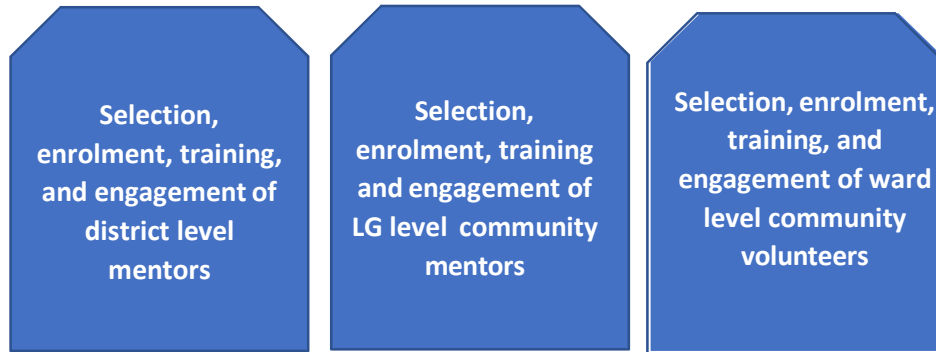 Selection,
enrolment, training,
and engagement of
district level
mentors
Selection,
enrolment, training
and engagement of
LG level community
mentors
Selection, enrolment,
training, and
engagement of ward
level community
volunteers